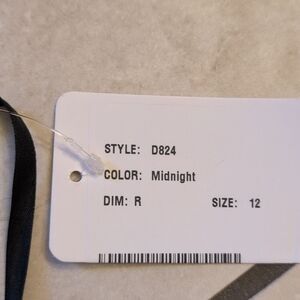 STYLE: D824
COLOR: Midnight
DIM: R SIZE: 12